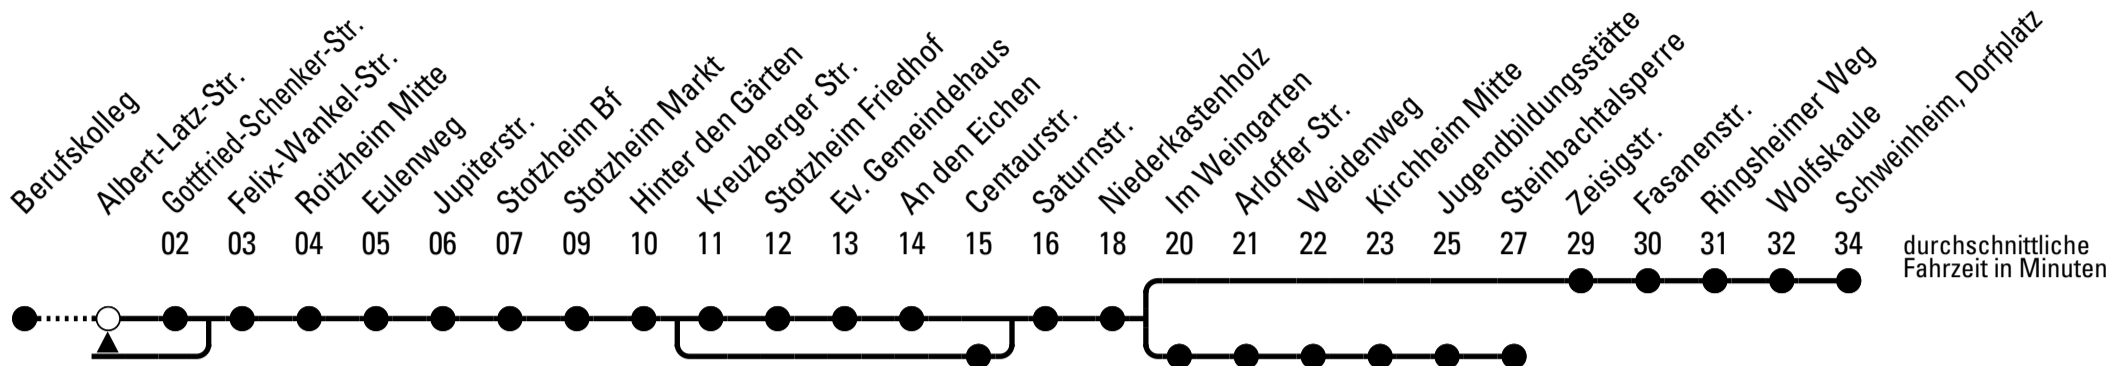 Berufskolleg
Albert-Latz-Str.
Gottfried-Schenker-Str.
Felix-Wankel-Str.
Roitzheim Mitte
Eulenweg
Jupiterstr.
Stotzheim Bf
Stotzheim Markt
Hinter den Gärten
Kreuzberger Str.
Stotzheim Friedhof
Ev. Gemeindehaus
An den Eichen
Centaurstr.
Saturnstr.
Niederkastenholz
Im Weingarten
Arloffer Str.
Weidenweg
Kirchheim Mitte
Jugendbildungsstätte
Steinbachtalsperre
Zeisigstr.
Fasanenstr.
Ringsheimer Weg
Wolfskaule
Schweinheim, Dorfplatz
02 03 04 05 06 07 09 10 11 12 13 14 15 16 18 20 21 22 23 25 27 29 30 31 32 34
durchschnittliche
Fahrzeit in Minuten